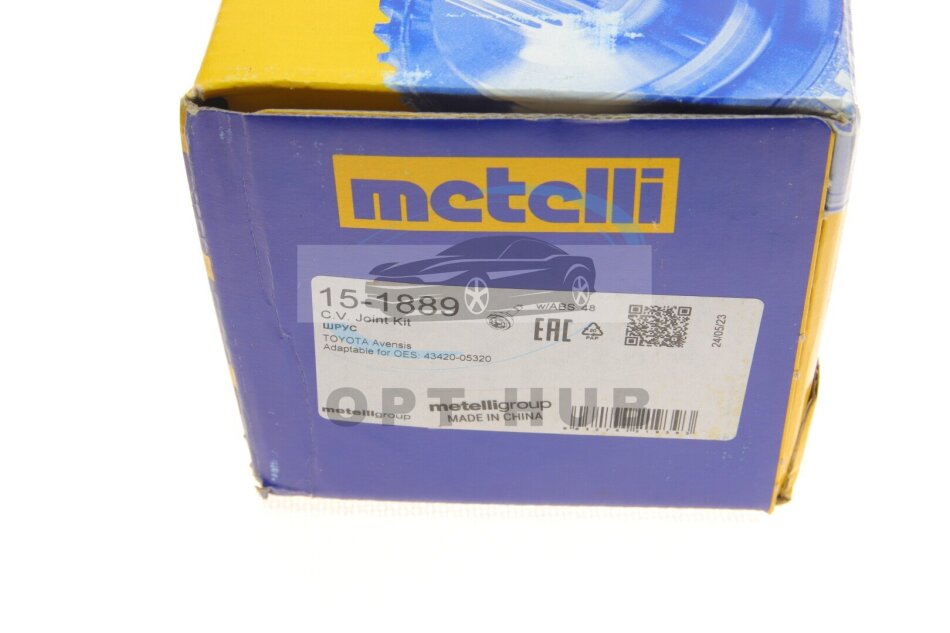 metelli
15-1889
C.V. Joint Kit
ШРУС
TOYOTA Avensis
Adaptable for OES: 43420-05320
w/ABS: 48
EAC
PAP
24/05/23
OPT HUB
metelligroup
metelligroup
MADE IN CHINA